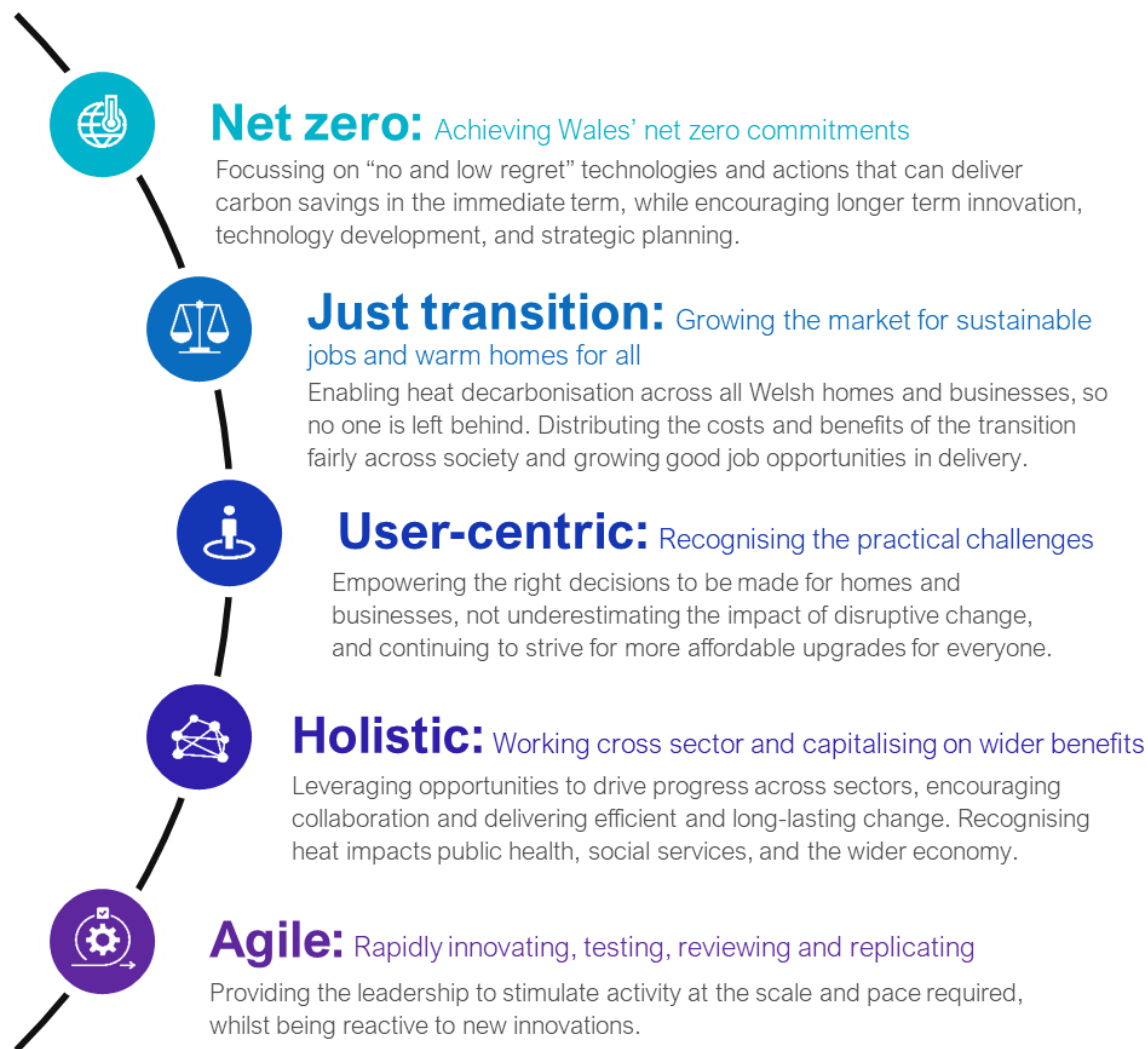 Net zero: Achieving Wales’ net zero commitments
Focussing on “no and low regret” technologies and actions that can deliver
carbon savings in the immediate term, while encouraging longer term innovation,
technology development, and strategic planning.
Just transition: Growing the market for sustainable
jobs and warm homes for all
Enabling heat decarbonisation across all Welsh homes and businesses, so
no one is left behind. Distributing the costs and benefits of the transition
fairly across society and growing good job opportunities in delivery.
User-centric: Recognising the practical challenges
Empowering the right decisions to be made for homes and
businesses, not underestimating the impact of disruptive change,
and continuing to strive for more affordable upgrades for everyone.
Holistic: Working cross sector and capitalising on wider benefits
Leveraging opportunities to drive progress across sectors, encouraging
collaboration and delivering efficient and long-lasting change. Recognising
heat impacts public health, social services, and the wider economy.
Agile: Rapidly innovating, testing, reviewing and replicating
Providing the leadership to stimulate activity at the scale and pace required,
whilst being reactive to new innovations.